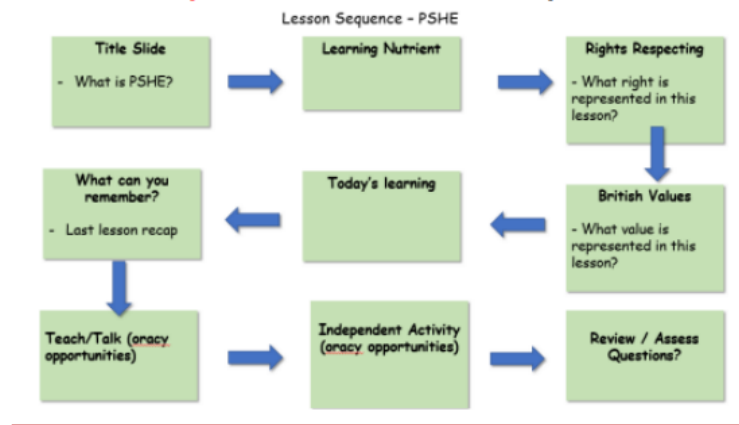 Lesson Sequence – PSHE
Title Slide
- What is PSHE?
Learning Nutrient
Rights Respecting
- What right is
represented in this
lesson?
British Values
- What value is
represented in this
lesson?
Today's learning
What can you
remember?
- Last lesson recap
Teach/Talk (oracy
opportunities)
Independent Activity
(oracy opportunities)
Review / Assess
Questions?